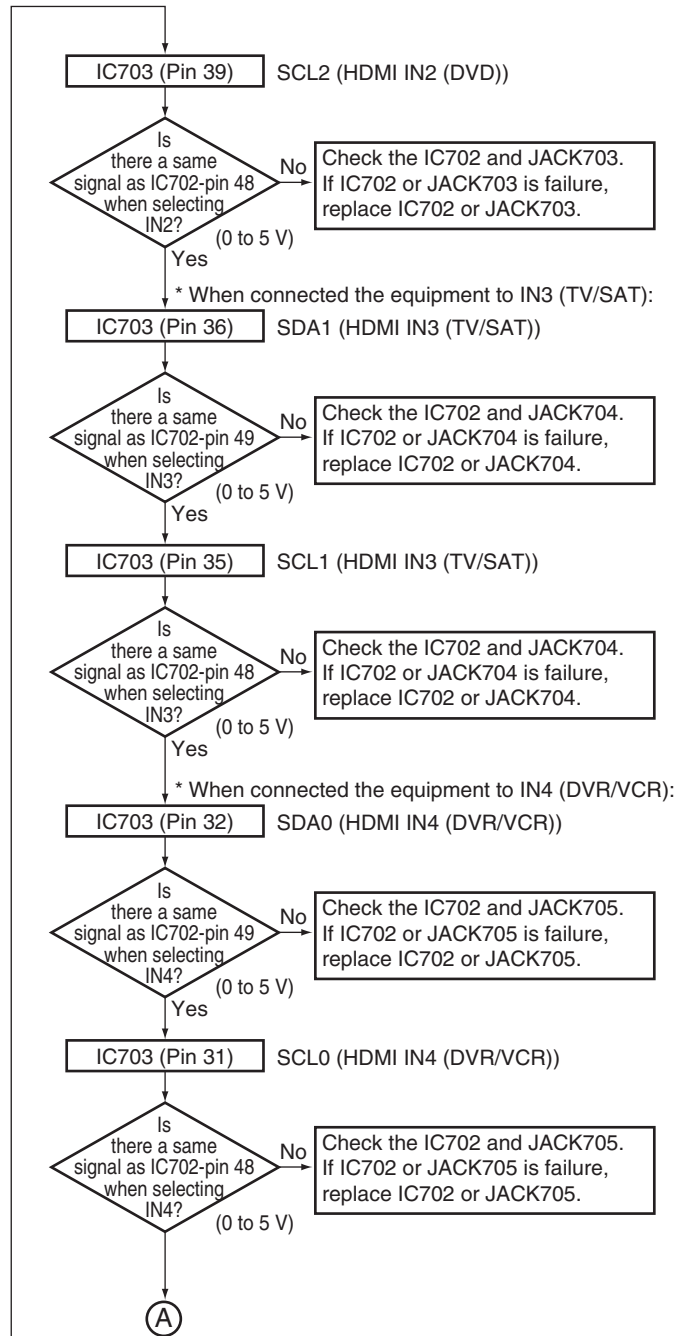 IC703 (Pin 39) SCL2 (HDMI IN2 (DVD))
Is
there a same
signal as IC702-pin 48
when selecting
IN2?
(0 to 5 V)
No
Check the IC702 and JACK703.
If IC702 or JACK703 is failure,
replace IC702 or JACK703.
Yes
* When connected the equipment to IN3 (TV/SAT):
IC703 (Pin 36) SDA1 (HDMI IN3 (TV/SAT))
Is
there a same
signal as IC702-pin 49
when selecting
IN3?
(0 to 5 V)
No
Check the IC702 and JACK704.
If IC702 or JACK704 is failure,
replace IC702 or JACK704.
Yes
IC703 (Pin 35) SCL1 (HDMI IN3 (TV/SAT))
Is
there a same
signal as IC702-pin 48
when selecting
IN3?
(0 to 5 V)
No
Check the IC702 and JACK704.
If IC702 or JACK704 is failure,
replace IC702 or JACK704.
Yes
* When connected the equipment to IN4 (DVR/VCR):
IC703 (Pin 32) SDA0 (HDMI IN4 (DVR/VCR))
Is
there a same
signal as IC702-pin 49
when selecting
IN4?
(0 to 5 V)
No
Check the IC702 and JACK705.
If IC702 or JACK705 is failure,
replace IC702 or JACK705.
Yes
IC703 (Pin 31) SCL0 (HDMI IN4 (DVR/VCR))
Is
there a same
signal as IC702-pin 48
when selecting
IN4?
(0 to 5 V)
No
Check the IC702 and JACK705.
If IC702 or JACK705 is failure,
replace IC702 or JACK705.
A